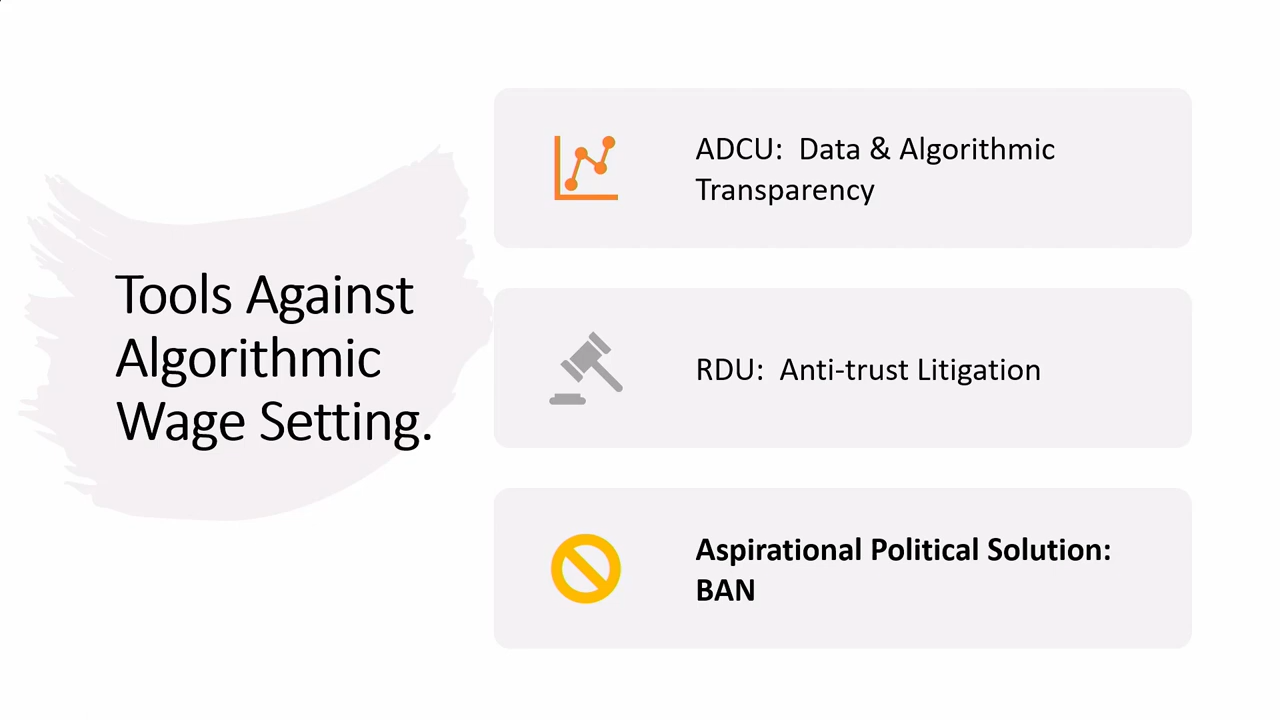 Tools Against
Algorithmic
Wage Setting.
ADCU:  Data & Algorithmic
Transparency
RDU:  Anti-trust Litigation
Aspirational Political Solution:
BAN